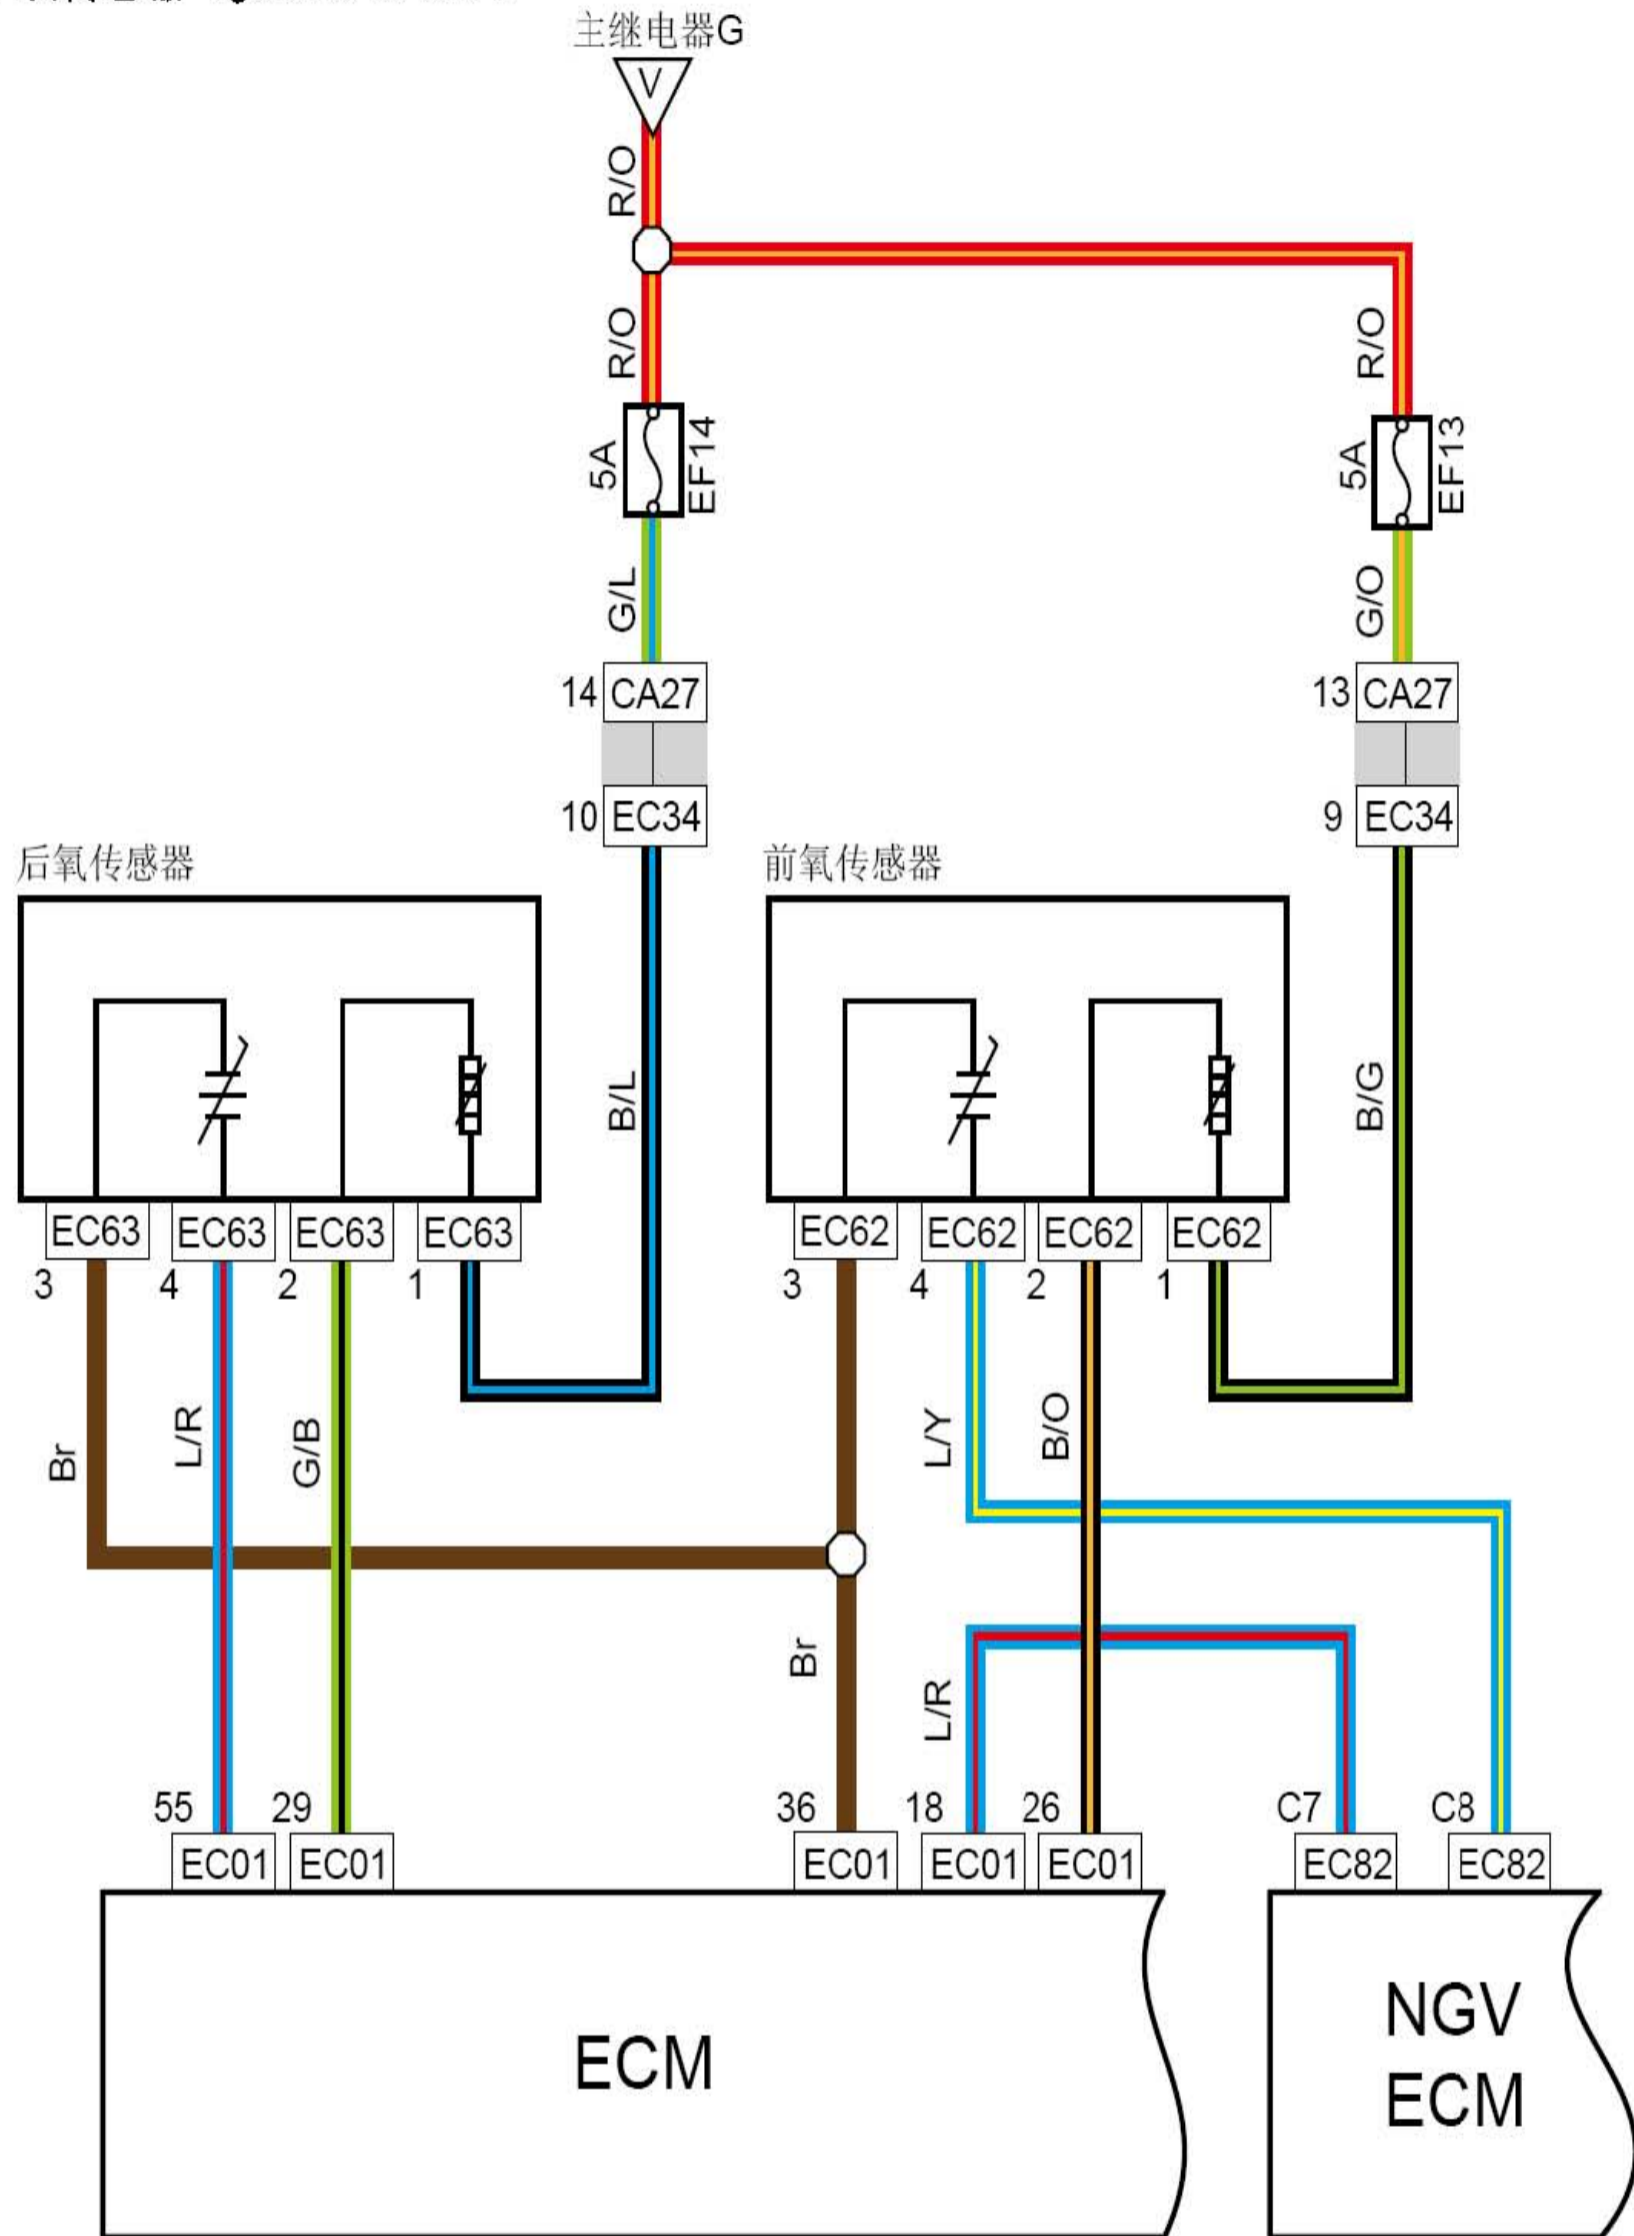 主继电器G
V
R/O
R/O
R/O
5A
EF14
5A
EF13
G/L
G/O
14 CA27
13 CA27
10 EC34
9 EC34
后氧传感器
前氧传感器
B/L
B/G
EC63 EC63 EC63 EC63
EC62 EC62 EC62 EC62
3 4 2 1
3 4 2 1
Br
L/R
G/B
L/Y
B/O
Br
L/R
55 29 36 18 26 C7 C8
EC01 EC01 EC01 EC01 EC01 EC82 EC82
ECM
NGV
ECM